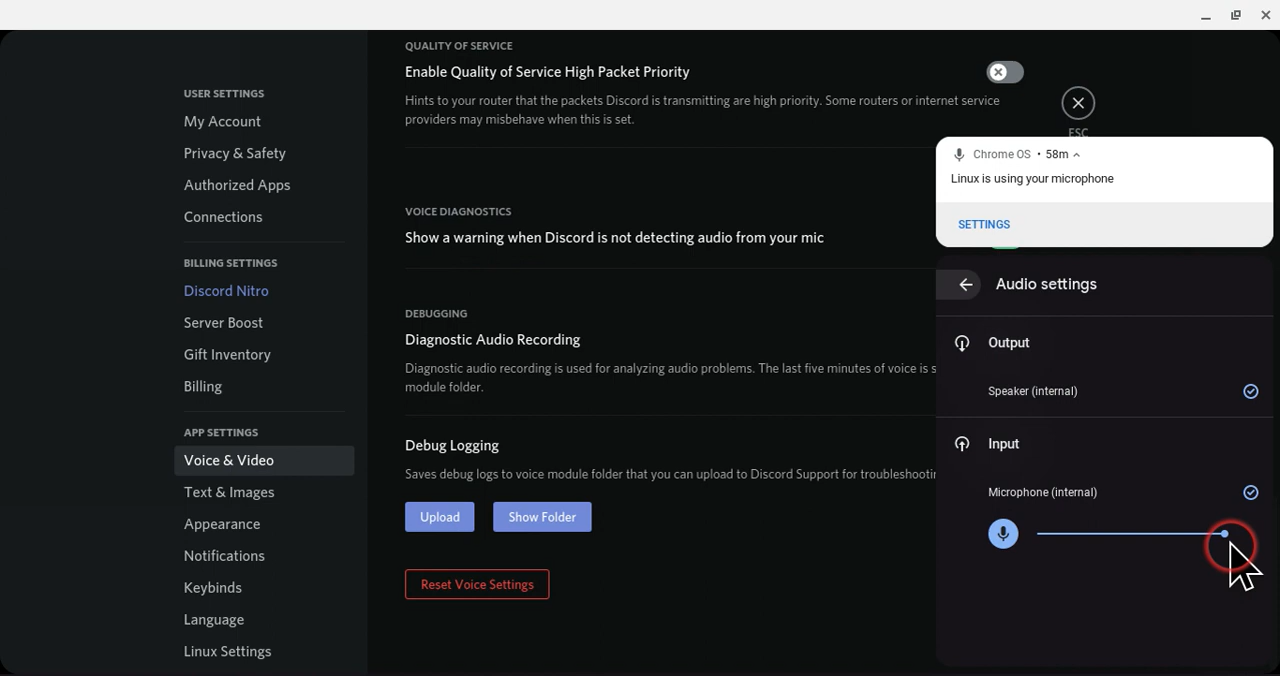 USER SETTINGS
My Account
Privacy & Safety
Authorized Apps
Connections
BILLING SETTINGS
Discord Nitro
Server Boost
Gift Inventory
Billing
APP SETTINGS
Voice & Video
Text & Images
Appearance
Notifications
Keybinds
Language
Linux Settings
QUALITY OF SERVICE
Enable Quality of Service High Packet Priority
Hints to your router that the packets Discord is transmitting are high priority. Some routers or internet service
providers may misbehave when this is set.
VOICE DIAGNOSTICS
Show a warning when Discord is not detecting audio from your mic
DEBUGGING
Diagnostic Audio Recording
Diagnostic audio recording is used for analyzing audio problems. The last five minutes of voice is s
module folder.
Debug Logging
Saves debug logs to voice module folder that you can upload to Discord Support for troubleshootin
Upload
Show Folder
Reset Voice Settings
ESC
Chrome OS • 58m
Linux is using your microphone
SETTINGS
Audio settings
Output
Speaker (internal)
Input
Microphone (internal)